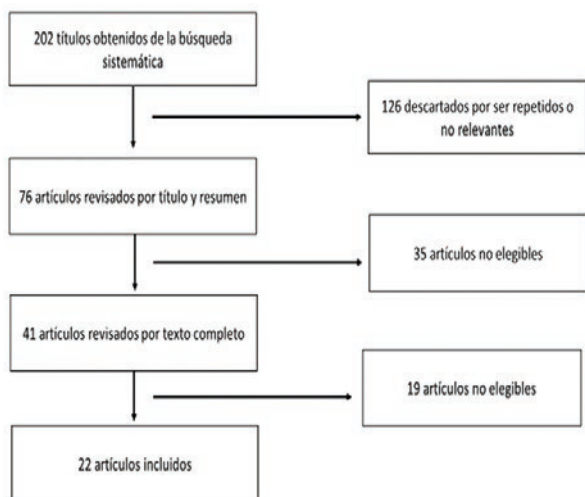 202 títulos obtenidos de la búsqueda
sistemática
126 descartados por ser repetidos o
no relevantes
76 artículos revisados por título y resumen
35 artículos no elegibles
41 artículos revisados por texto completo
19 artículos no elegibles
22 artículos incluidos